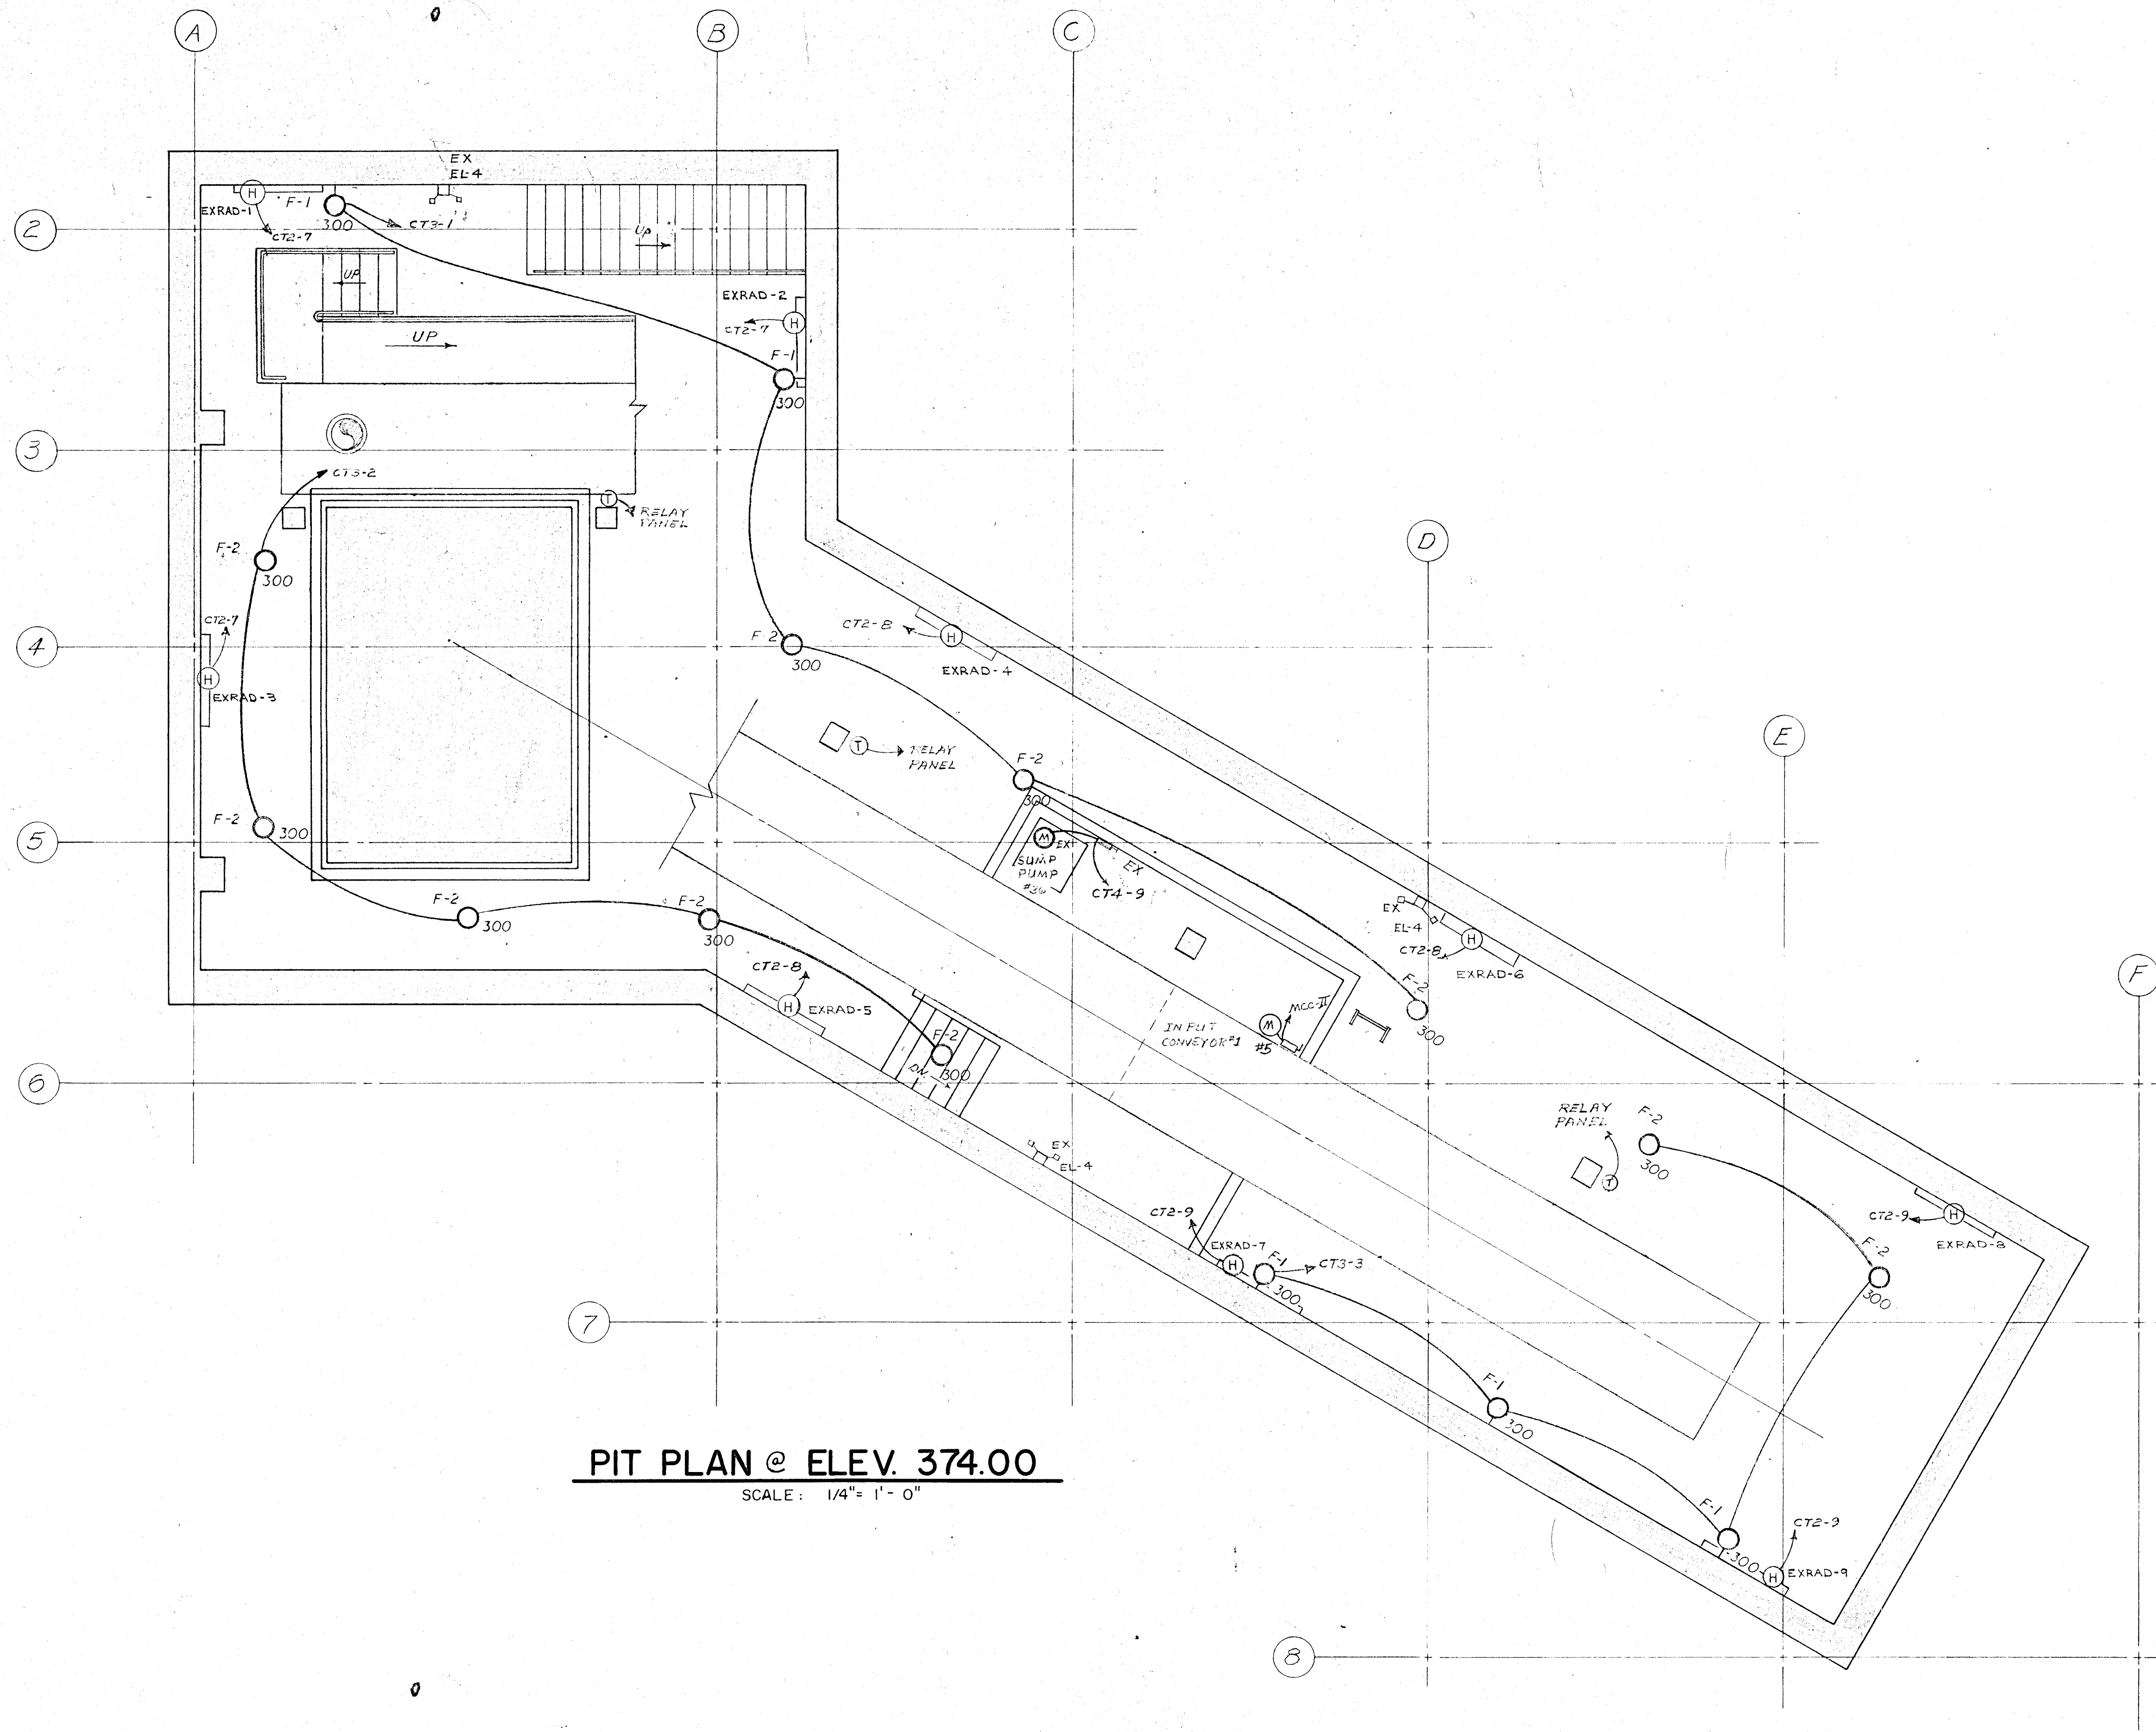 A
B
C
EX
EL-4
H
EXRAD-1
F-1
300
CT3-1
CT2-7
2
UP
UP
EXRAD-2
H
CT2-7
UP
F-1
300
3
CT3-2
T
RELAY
PANEL
D
F-2
300
CT2-7
H
EXRAD-3
4
F-2
300
CT2-8
H
EXRAD-4
T
RELAY
PANEL
E
F-2
300
F-2
300
5
M
EX
SUMP
PUMP
#36
EX
CT4-9
F-2
300
F-2
300
EX
EL-4
H
CT2-8
EXRAD-6
F
CT2-8
H
EXRAD-5
F-2
300
DN.
INPUT
CONVEYOR #1
M
#5
MCC-II
F-2
300
6
RELAY
PANEL
T
F-2
300
EX
EL-4
CT2-9
EXRAD-7
H
F-1
300
CT3-3
CT2-9
H
EXRAD-8
F-2
300
7
F-1
300
PIT PLAN @ ELEV. 374.00
SCALE: 1/4"= 1'- 0"
F-1
300
CT2-9
H
EXRAD-9
8